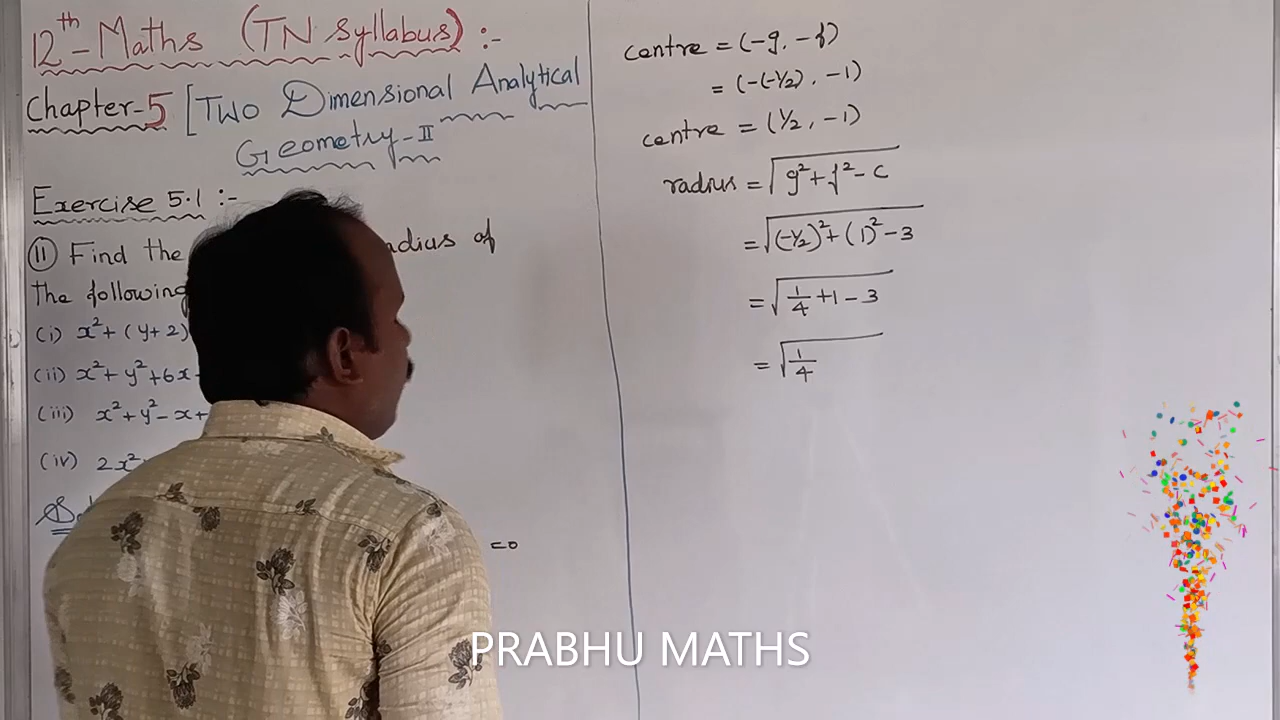 12th - Maths (TN syllabus) :-
Chapter-5 [Two Dimensional Analytical
Geometry-II
Exercise 5.1 :-
(11) Find the adius of
the following
(i) x² + (y+2)
(ii) x² + y² + 6x -
(iii) x² + y² - x +
(iv) 2x²
=0
centre = (-g, -f)
= (-(-1/2), -1)
centre = (1/2, -1)
radius = √(g² + f² - c)
= √((-1/2)² + (1)² - 3)
= √(1/4 + 1 - 3)
= √(1/4
PRABHU MATHS